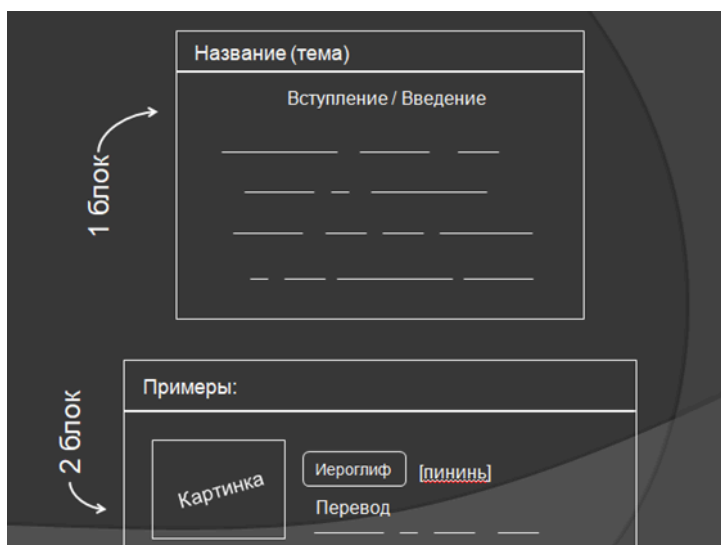 Название (тема)
Вступление / Введение
1 блок
Примеры:
2 блок
Картинка
Иероглиф [пининь]
Перевод